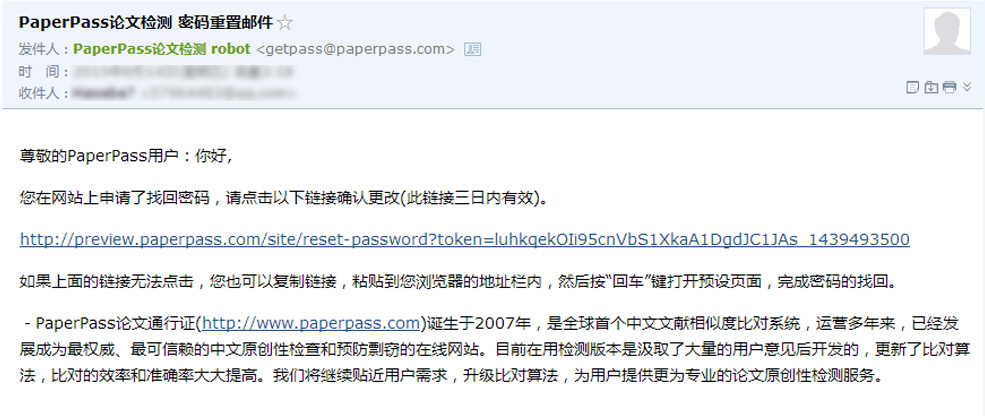 PaperPass论文检测 密码重置邮件☆
发件人：PaperPass论文检测 robot <getpass@paperpass.com>
时 间：
收件人：
尊敬的PaperPass用户：你好,
您在网站上申请了找回密码，请点击以下链接确认更改(此链接三日内有效)。
http://preview.paperpass.com/site/reset-password?token=luhkqekOIi95cnVbS1XkaA1DgdJC1JAs_1439493500
如果上面的链接无法点击，您也可以复制链接，粘贴到您浏览器的地址栏内，然后按“回车”键打开预设页面，完成密码的找回。
- PaperPass论文通行证(http://www.paperpass.com)诞生于2007年，是全球首个中文文献相似度比对系统，运营多年来，已经发
展成为最权威、最可信赖的中文原创性检查和预防剽窃的在线网站。目前在用检测版本是汲取了大量的用户意见后开发的，更新了比对算
法，比对的效率和准确率大大提高。我们将继续贴近用户需求，升级比对算法，为用户提供更为专业的论文原创性检测服务。